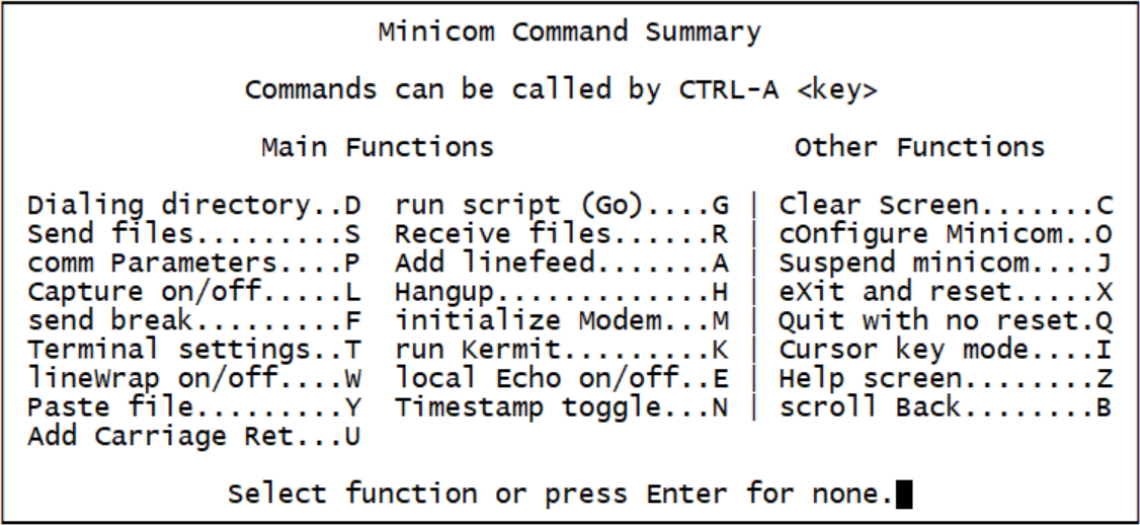 Minicom Command Summary
Commands can be called by CTRL-A <key>
Main Functions Other Functions
Dialing directory..D run script (Go)....G | Clear Screen.......C
Send files.........S Receive files......R | cOnfigure Minicom..O
comm Parameters....P Add linefeed.......A | Suspend minicom....J
Capture on/off.....L Hangup.............H | eXit and reset.....X
send break.........F initialize Modem...M | Quit with no reset.Q
Terminal settings..T run Kermit.........K | Cursor key mode....I
lineWrap on/off....W local Echo on/off..E | Help screen........Z
Paste file.........Y Timestamp toggle...N | scroll Back........B
Add Carriage Ret...U
Select function or press Enter for none.